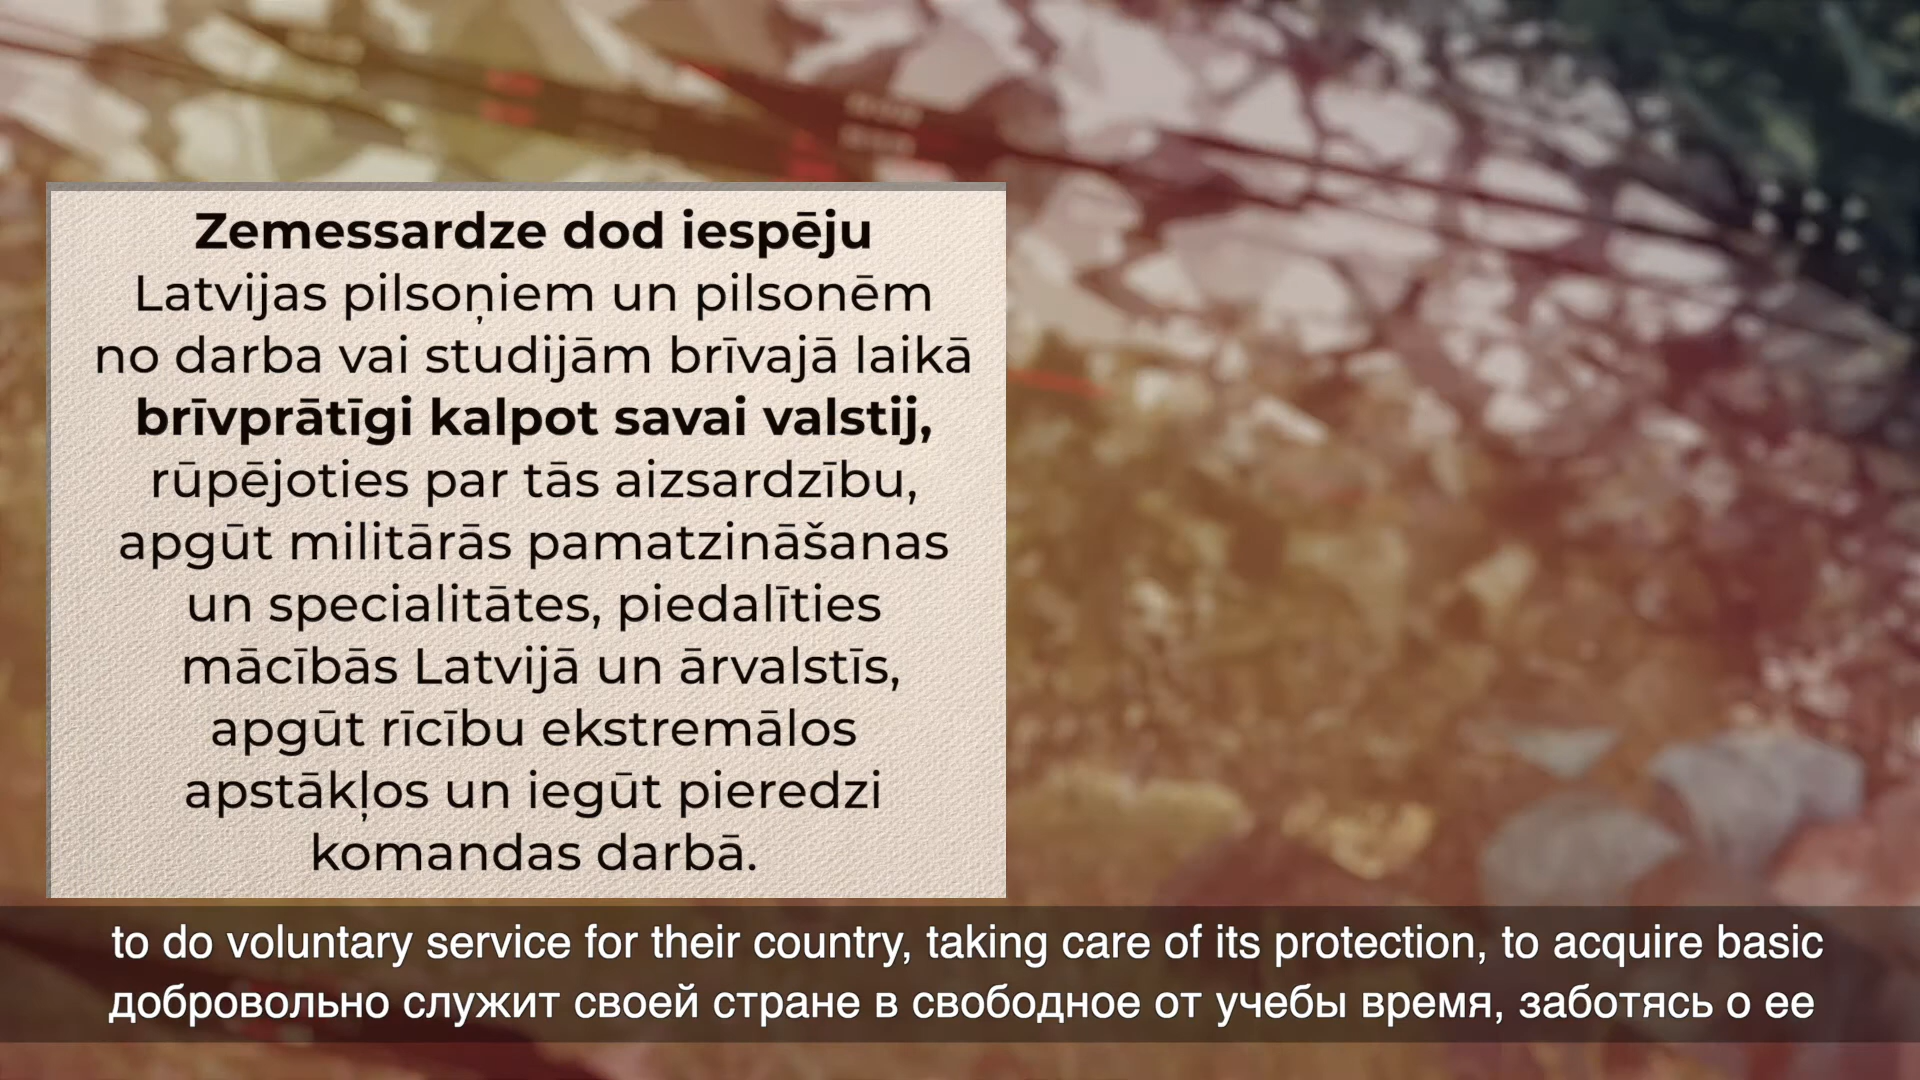 Zemessardze dod iespēju
Latvijas pilsoņiem un pilsonēm
no darba vai studijām brīvajā laikā
brīvprātīgi kalpot savai valstij,
rūpējoties par tās aizsardzību,
apgūt militārās pamatzināšanas
un specialitātes, piedalīties
mācībās Latvijā un ārvalstīs,
apgūt rīcību ekstremālos
apstākļos un iegūt pieredzi
komandas darbā.
to do voluntary service for their country, taking care of its protection, to acquire basic
добровольно служит своей стране в свободное от учебы время, заботясь о ее